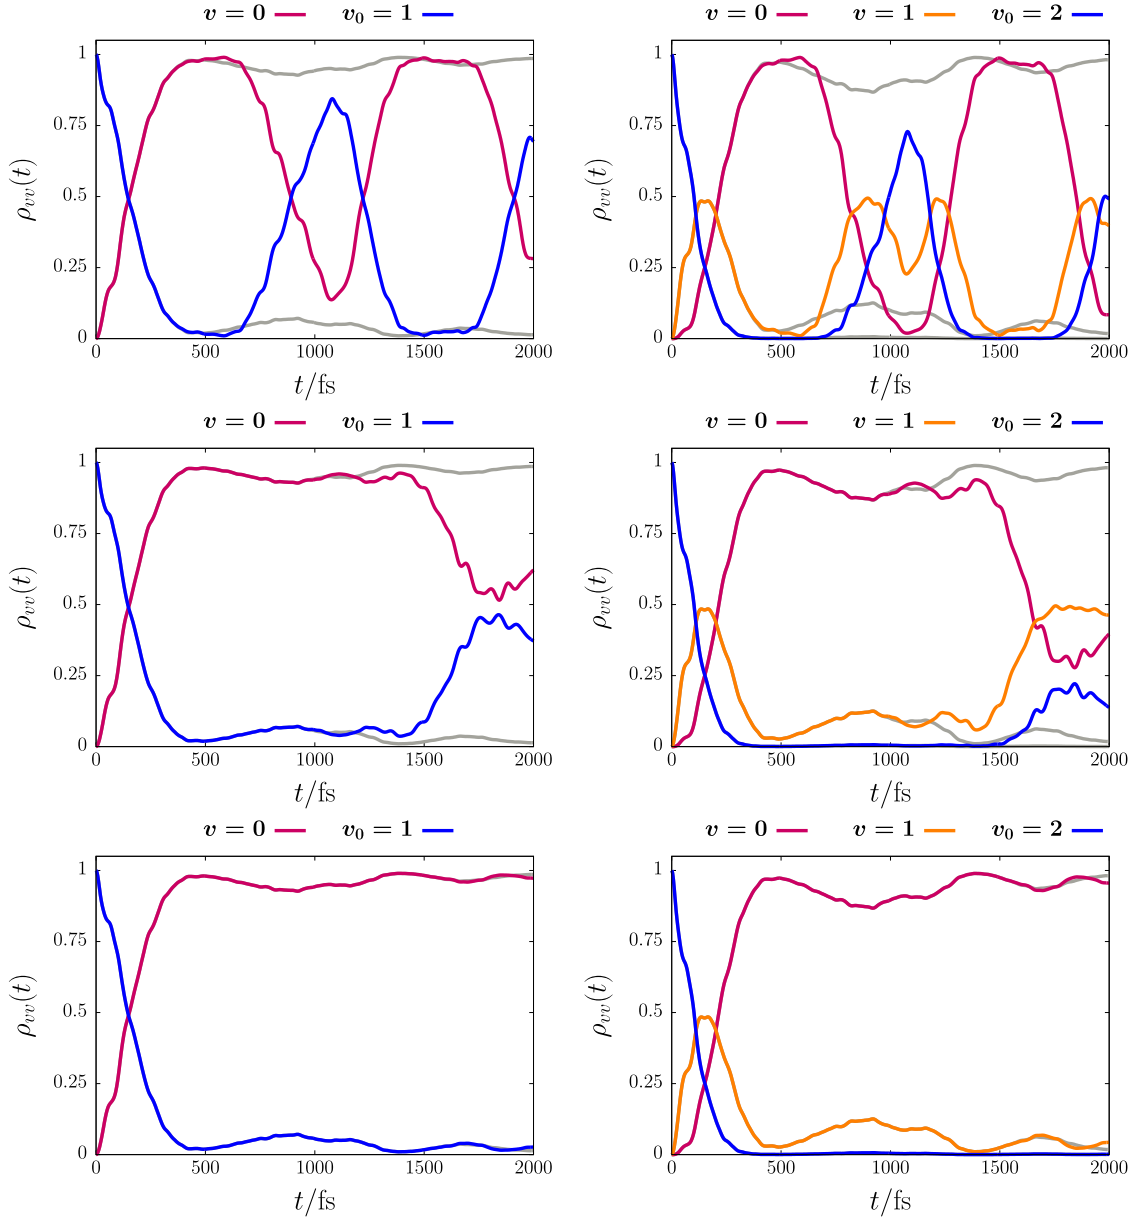 v = 0 v₀ = 1 v = 0 v = 1 v₀ = 2
1 1
0.75 0.75
ρᵥᵥ(t) 0.5 ρᵥᵥ(t) 0.5
0.25 0.25
0 0
0 500 1000 1500 2000 0 500 1000 1500 2000
t/fs t/fs
v = 0 v₀ = 1 v = 0 v = 1 v₀ = 2
1 1
0.75 0.75
ρᵥᵥ(t) 0.5 ρᵥᵥ(t) 0.5
0.25 0.25
0 0
0 500 1000 1500 2000 0 500 1000 1500 2000
t/fs t/fs
v = 0 v₀ = 1 v = 0 v = 1 v₀ = 2
1 1
0.75 0.75
ρᵥᵥ(t) 0.5 ρᵥᵥ(t) 0.5
0.25 0.25
0 0
0 500 1000 1500 2000 0 500 1000 1500 2000
t/fs t/fs